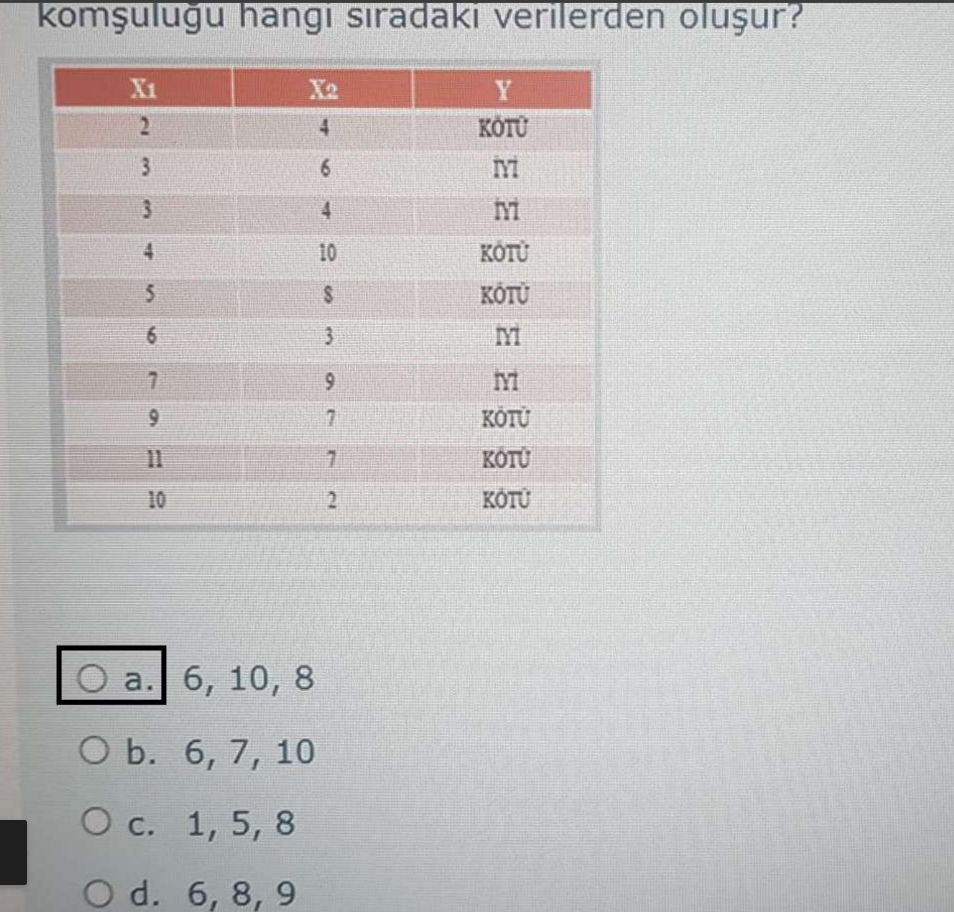 komşuluğu hangi sıradaki verilerden oluşur?
X1 X2 Y
2 4 KÖTÜ
3 6 İYİ
3 4 İYİ
4 10 KÖTÜ
5 8 KÖTÜ
6 3 İYİ
7 9 İYİ
9 7 KÖTÜ
11 7 KÖTÜ
10 2 KÖTÜ
a. 6, 10, 8
b. 6, 7, 10
c. 1, 5, 8
d. 6, 8, 9